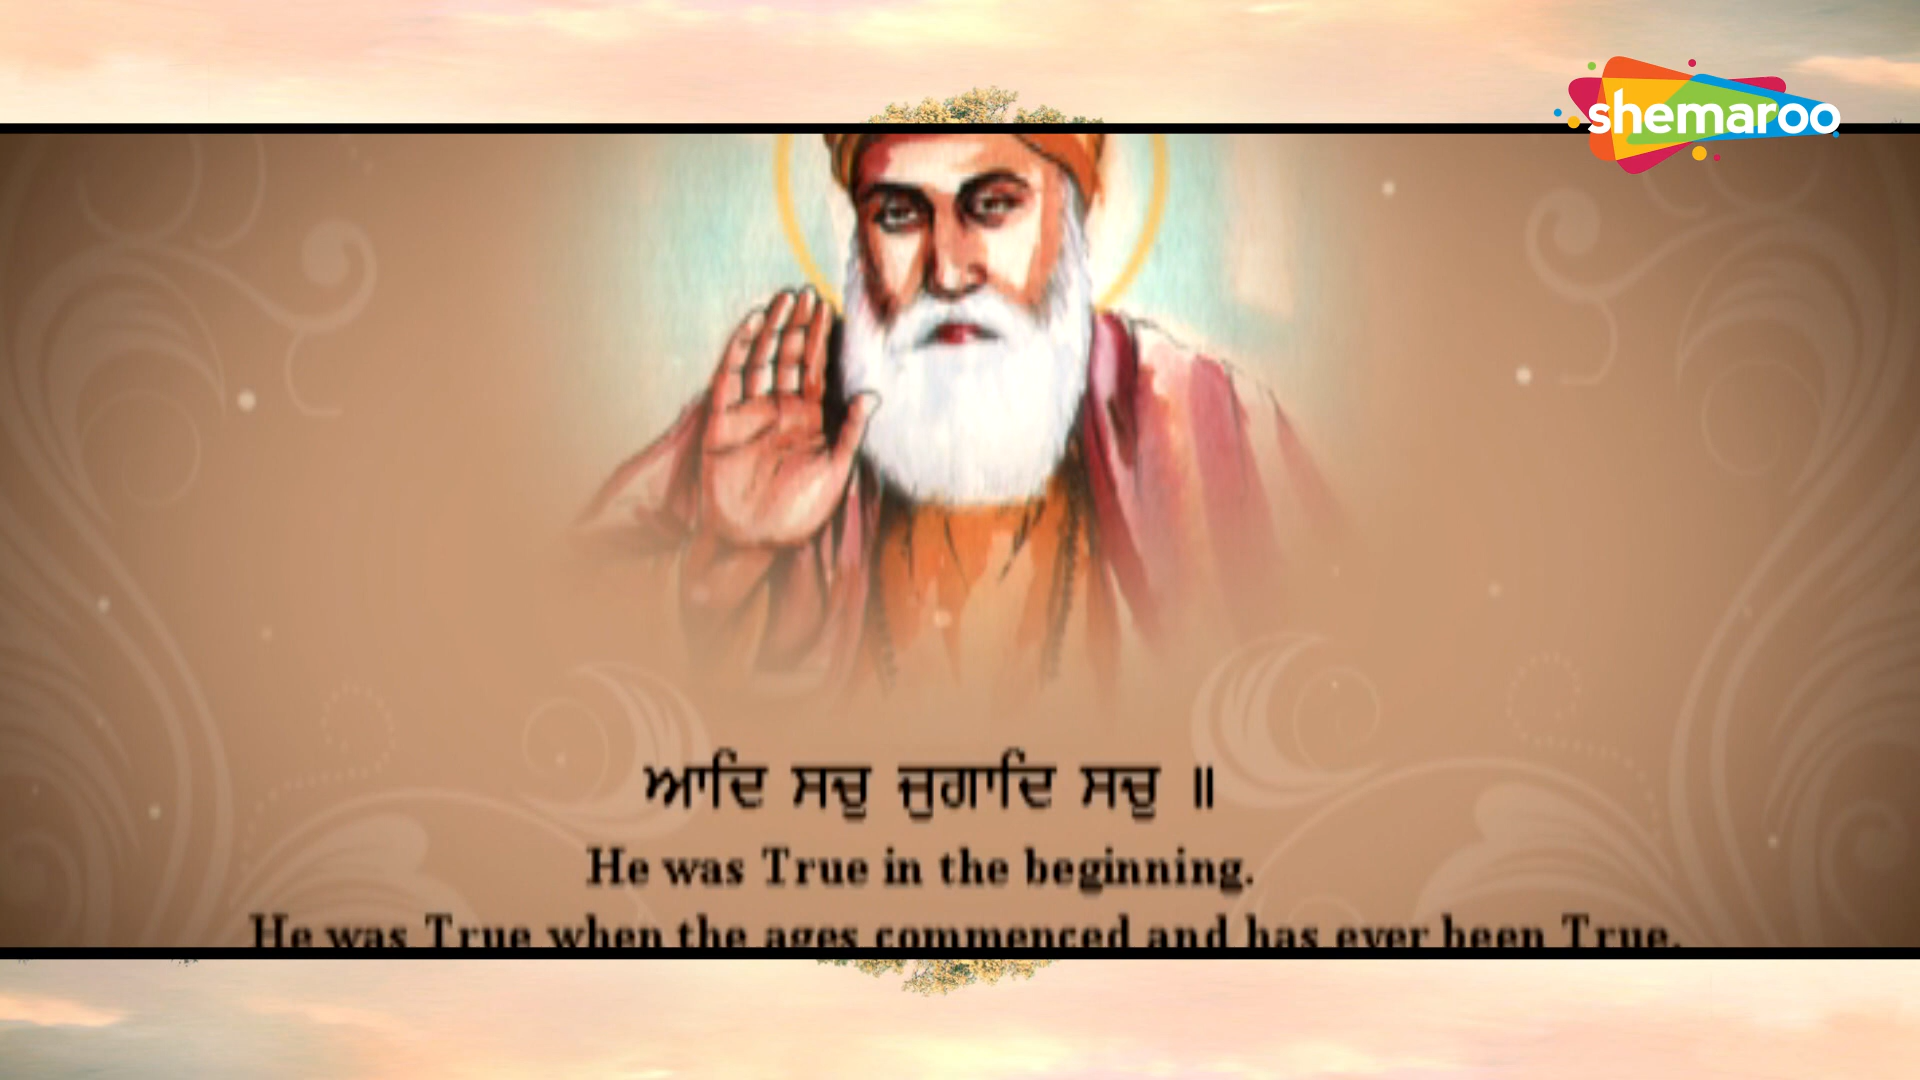 shemaroo
ਆਦਿ ਸਚੁ ਜੁਗਾਦਿ ਸਚੁ ॥
He was True in the beginning.
He was True when the ages commenced and has ever been True.